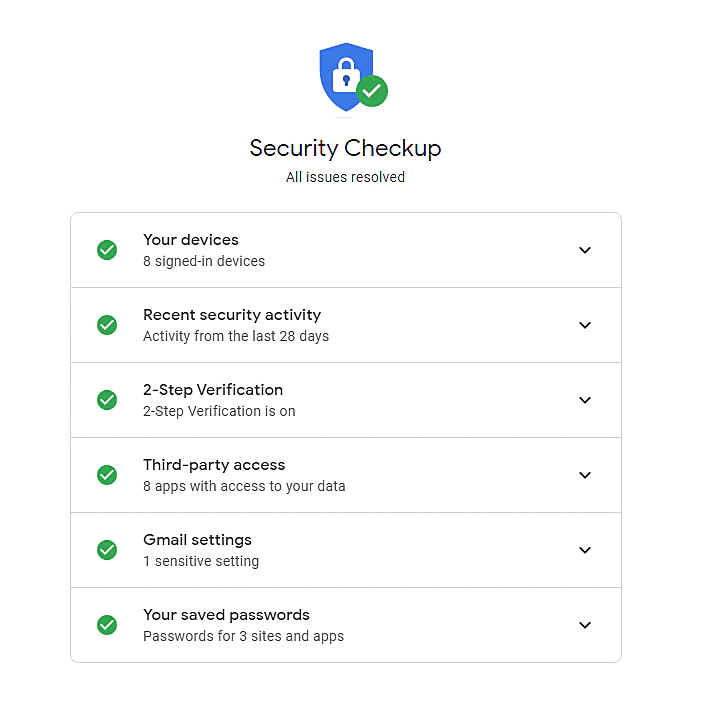 Security Checkup
All issues resolved
Your devices
8 signed-in devices
Recent security activity
Activity from the last 28 days
2-Step Verification
2-Step Verification is on
Third-party access
8 apps with access to your data
Gmail settings
1 sensitive setting
Your saved passwords
Passwords for 3 sites and apps